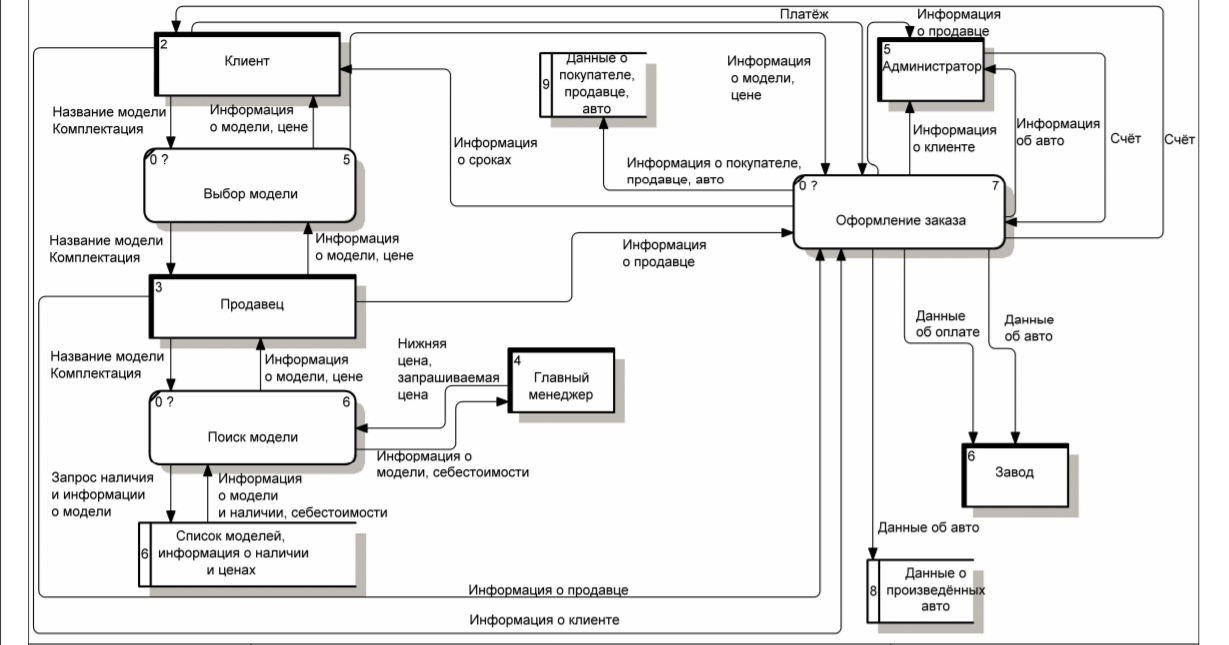 Платёж
Информация
о продавце
2
Клиент
5
Администратор
9
Данные о
покупателе,
продавце,
авто
Информация
о модели,
цене
Название модели
Комплектация
Информация
о модели, цене
Информация
о сроках
Информация
о клиенте
Информация
об авто
Счёт
Счёт
0 ?
5
Выбор модели
Информация о покупателе,
продавце, авто
0 ?
7
Оформление заказа
Название модели
Комплектация
Информация
о модели, цене
Информация
о продавце
3
Продавец
Название модели
Комплектация
Информация
о модели, цене
Нижняя
цена,
запрашиваемая
цена
4
Главный
менеджер
Данные
об оплате
Данные
об авто
0 ?
6
Поиск модели
Информация о
модели, себестоимости
6
Завод
Запрос наличия
и информации
о модели
Информация
о модели
и наличии, себестоимости
6
Список моделей,
информация о наличии
и ценах
Данные об авто
8
Данные о
произведённых
авто
Информация о продавце
Информация о клиенте